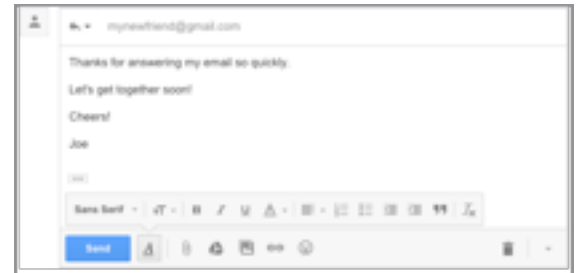 mynewfriend@gmail.com
Thanks for answering my email so quickly.
Let's get together soon!
Cheers!
Joe
Sans Serif
Send